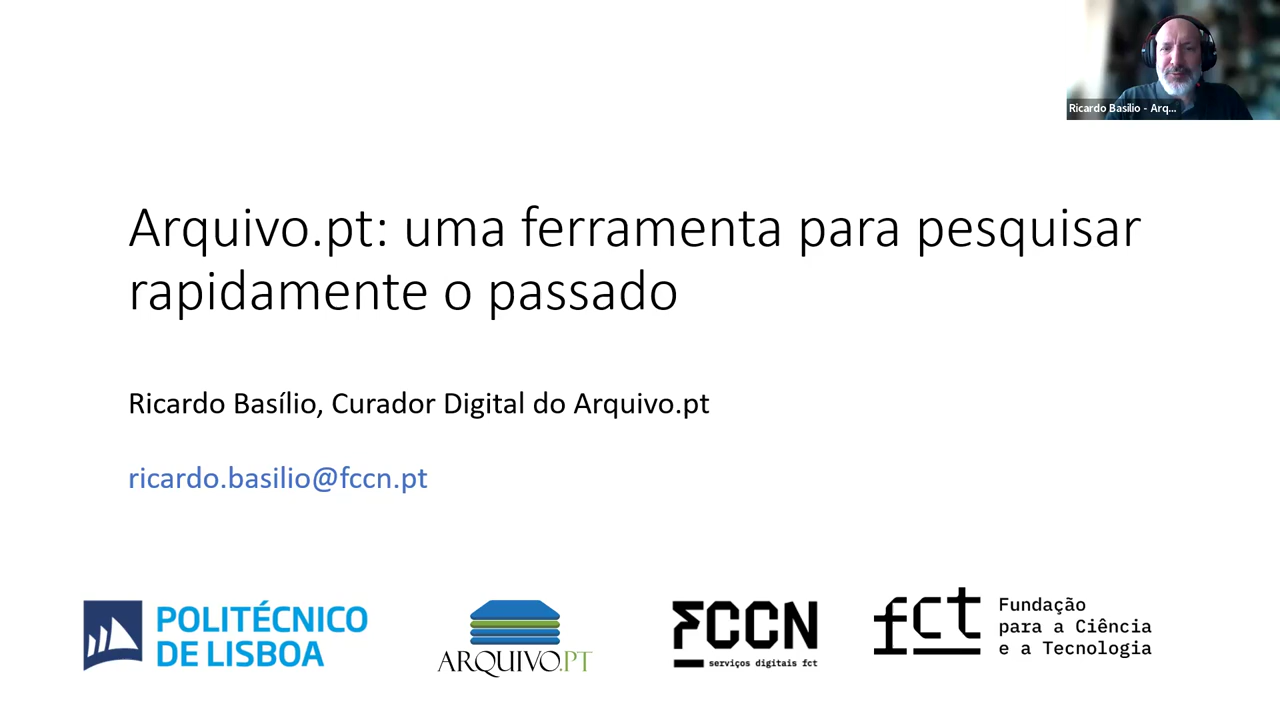 Ricardo Basilio - Arq...
Arquivo.pt: uma ferramenta para pesquisar
rapidamente o passado
Ricardo Basílio, Curador Digital do Arquivo.pt
ricardo.basilio@fccn.pt
POLITÉCNICO
DE LISBOA
ARQUIVO.PT
FCCN
serviços digitais fct
fct
Fundação
para a Ciência
e a Tecnologia